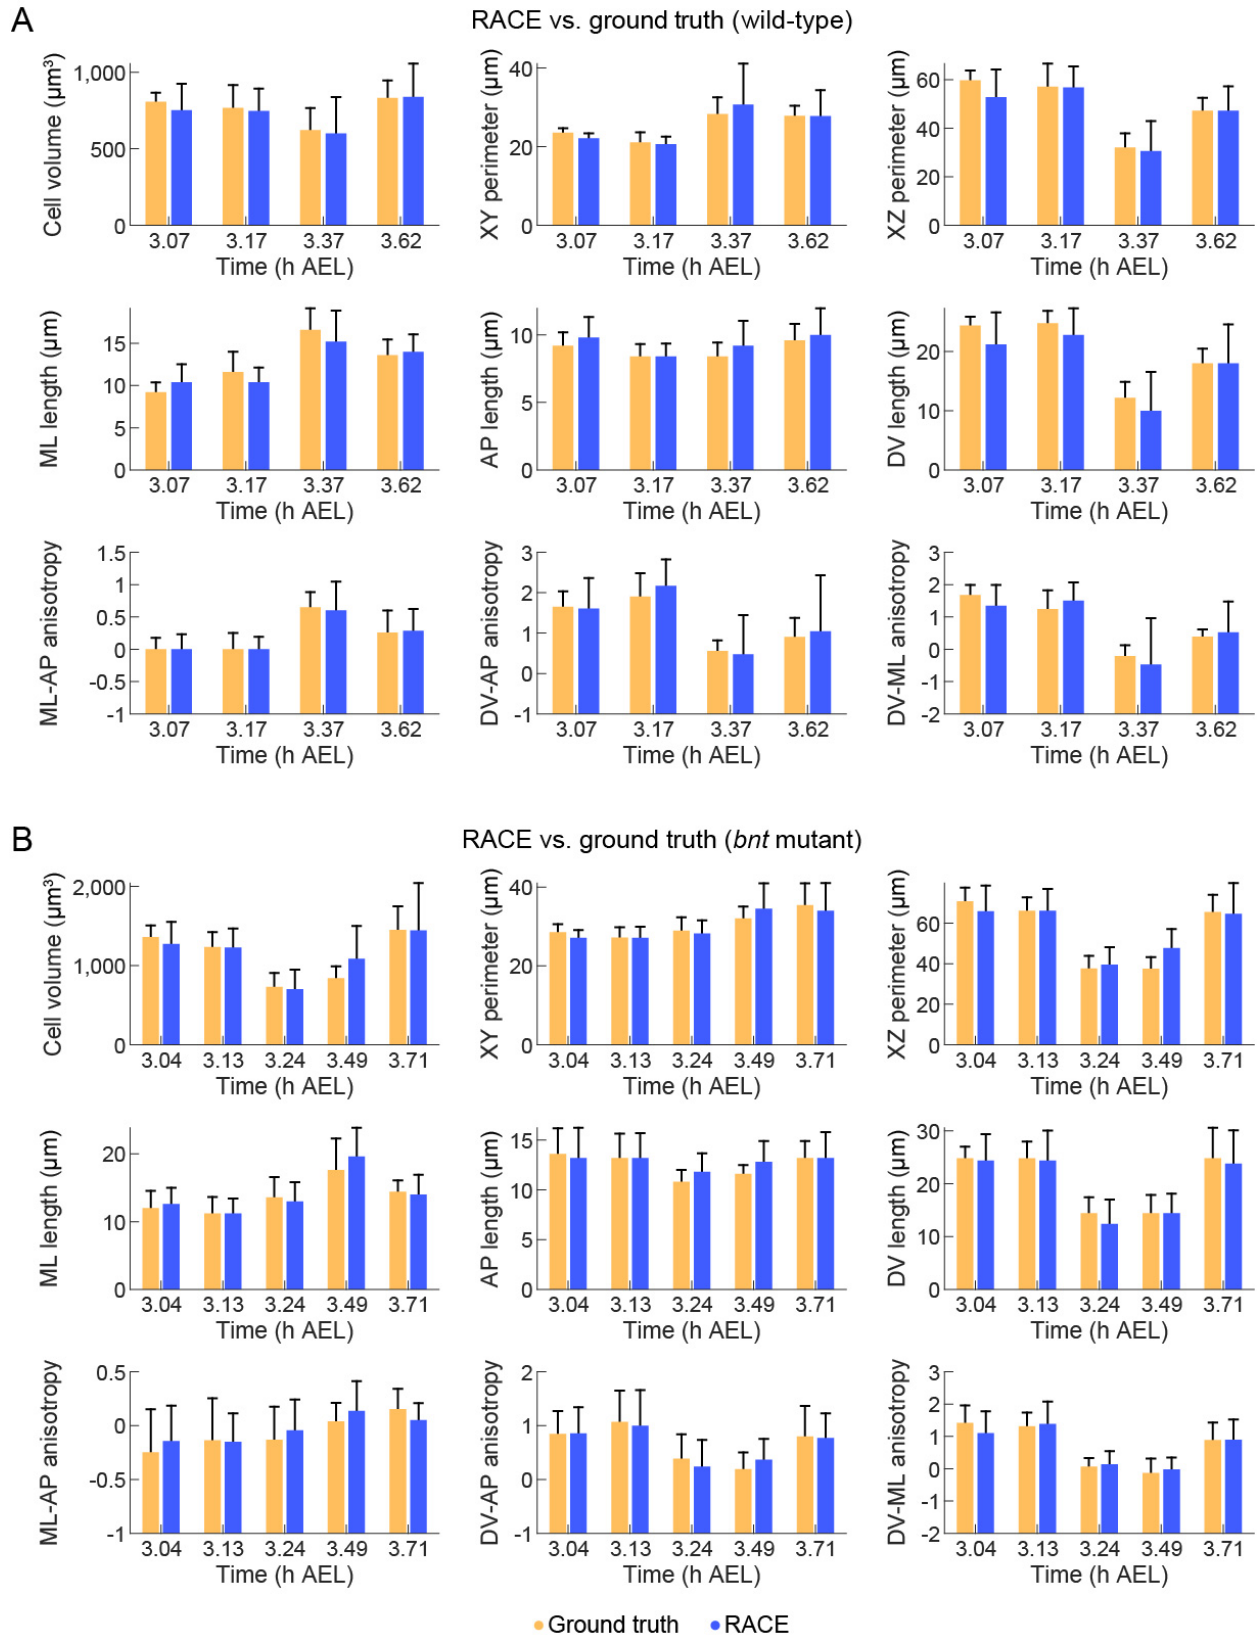 A
RACE vs. ground truth (wild-type)
Cell volume (µm³)
1,000
500
0
3.07 3.17 3.37 3.62
Time (h AEL)
XY perimeter (µm)
40
20
0
3.07 3.17 3.37 3.62
Time (h AEL)
XZ perimeter (µm)
60
40
20
0
3.07 3.17 3.37 3.62
Time (h AEL)
ML length (µm)
15
10
5
0
3.07 3.17 3.37 3.62
Time (h AEL)
AP length (µm)
10
5
0
3.07 3.17 3.37 3.62
Time (h AEL)
DV length (µm)
20
10
0
3.07 3.17 3.37 3.62
Time (h AEL)
ML-AP anisotropy
1.5
1
0.5
0
-0.5
-1
3.07 3.17 3.37 3.62
Time (h AEL)
DV-AP anisotropy
3
2
1
0
-1
3.07 3.17 3.37 3.62
Time (h AEL)
DV-ML anisotropy
3
2
1
0
-1
-2
3.07 3.17 3.37 3.62
Time (h AEL)
B
RACE vs. ground truth (bnt mutant)
Cell volume (µm³)
2,000
1,000
0
3.04 3.13 3.24 3.49 3.71
Time (h AEL)
XY perimeter (µm)
40
20
0
3.04 3.13 3.24 3.49 3.71
Time (h AEL)
XZ perimeter (µm)
60
40
20
0
3.04 3.13 3.24 3.49 3.71
Time (h AEL)
ML length (µm)
20
10
0
3.04 3.13 3.24 3.49 3.71
Time (h AEL)
AP length (µm)
15
10
5
0
3.04 3.13 3.24 3.49 3.71
Time (h AEL)
DV length (µm)
30
20
10
0
3.04 3.13 3.24 3.49 3.71
Time (h AEL)
ML-AP anisotropy
0.5
0
-0.5
-1
3.04 3.13 3.24 3.49 3.71
Time (h AEL)
DV-AP anisotropy
2
1
0
-1
3.04 3.13 3.24 3.49 3.71
Time (h AEL)
DV-ML anisotropy
3
2
1
0
-1
-2
3.04 3.13 3.24 3.49 3.71
Time (h AEL)
Ground truth RACE